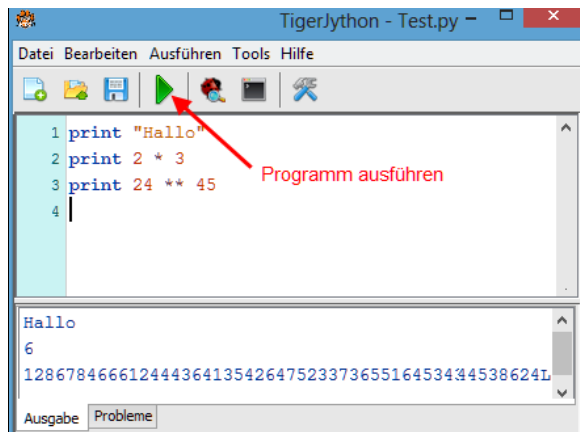 TigerJython - Test.py
Datei Bearbeiten Ausführen Tools Hilfe
1 print "Hallo"
2 print 2 * 3
Programm ausführen
3 print 24 ** 45
4
Hallo
6
12867846661244436413542647523373655164534344538624L
Ausgabe Probleme